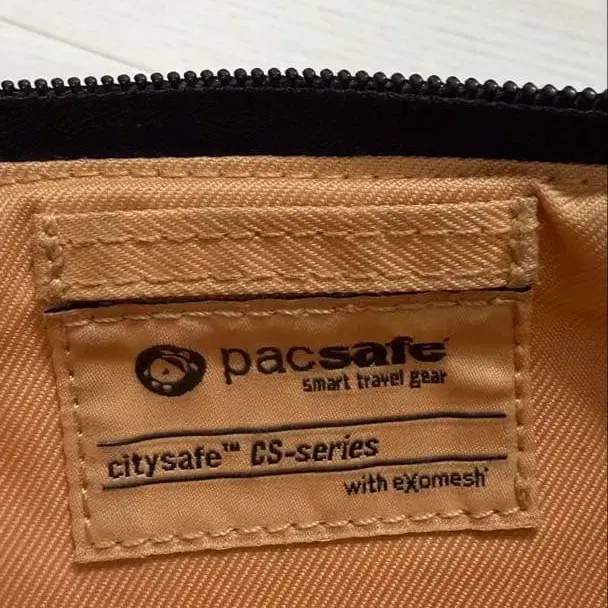 pacsafe
smart travel gear
citysafe™ CS-series
with eXomesh®